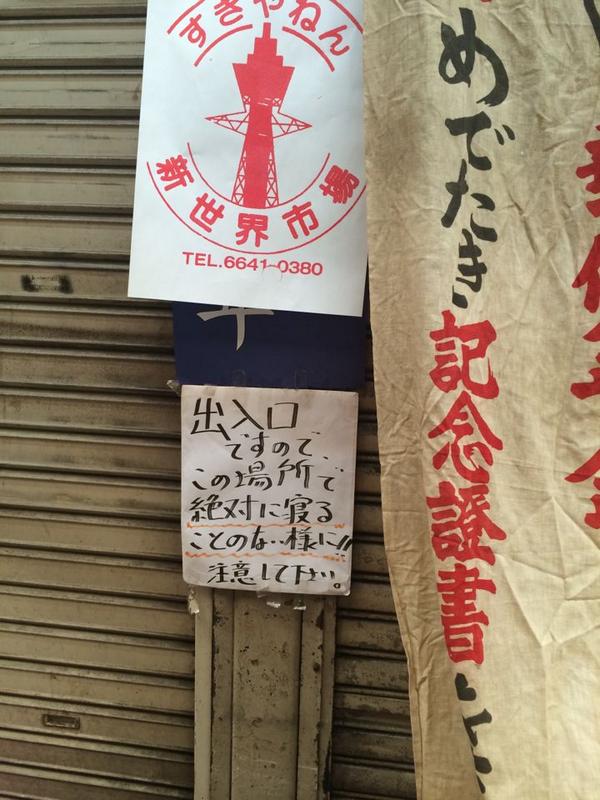 すきやねん
新世界市場
TEL.6641-0380
出入口
ですので、
この場所で
絶対に寝る
ことのない様に!!
注意して下さい。
めでたき記念證書